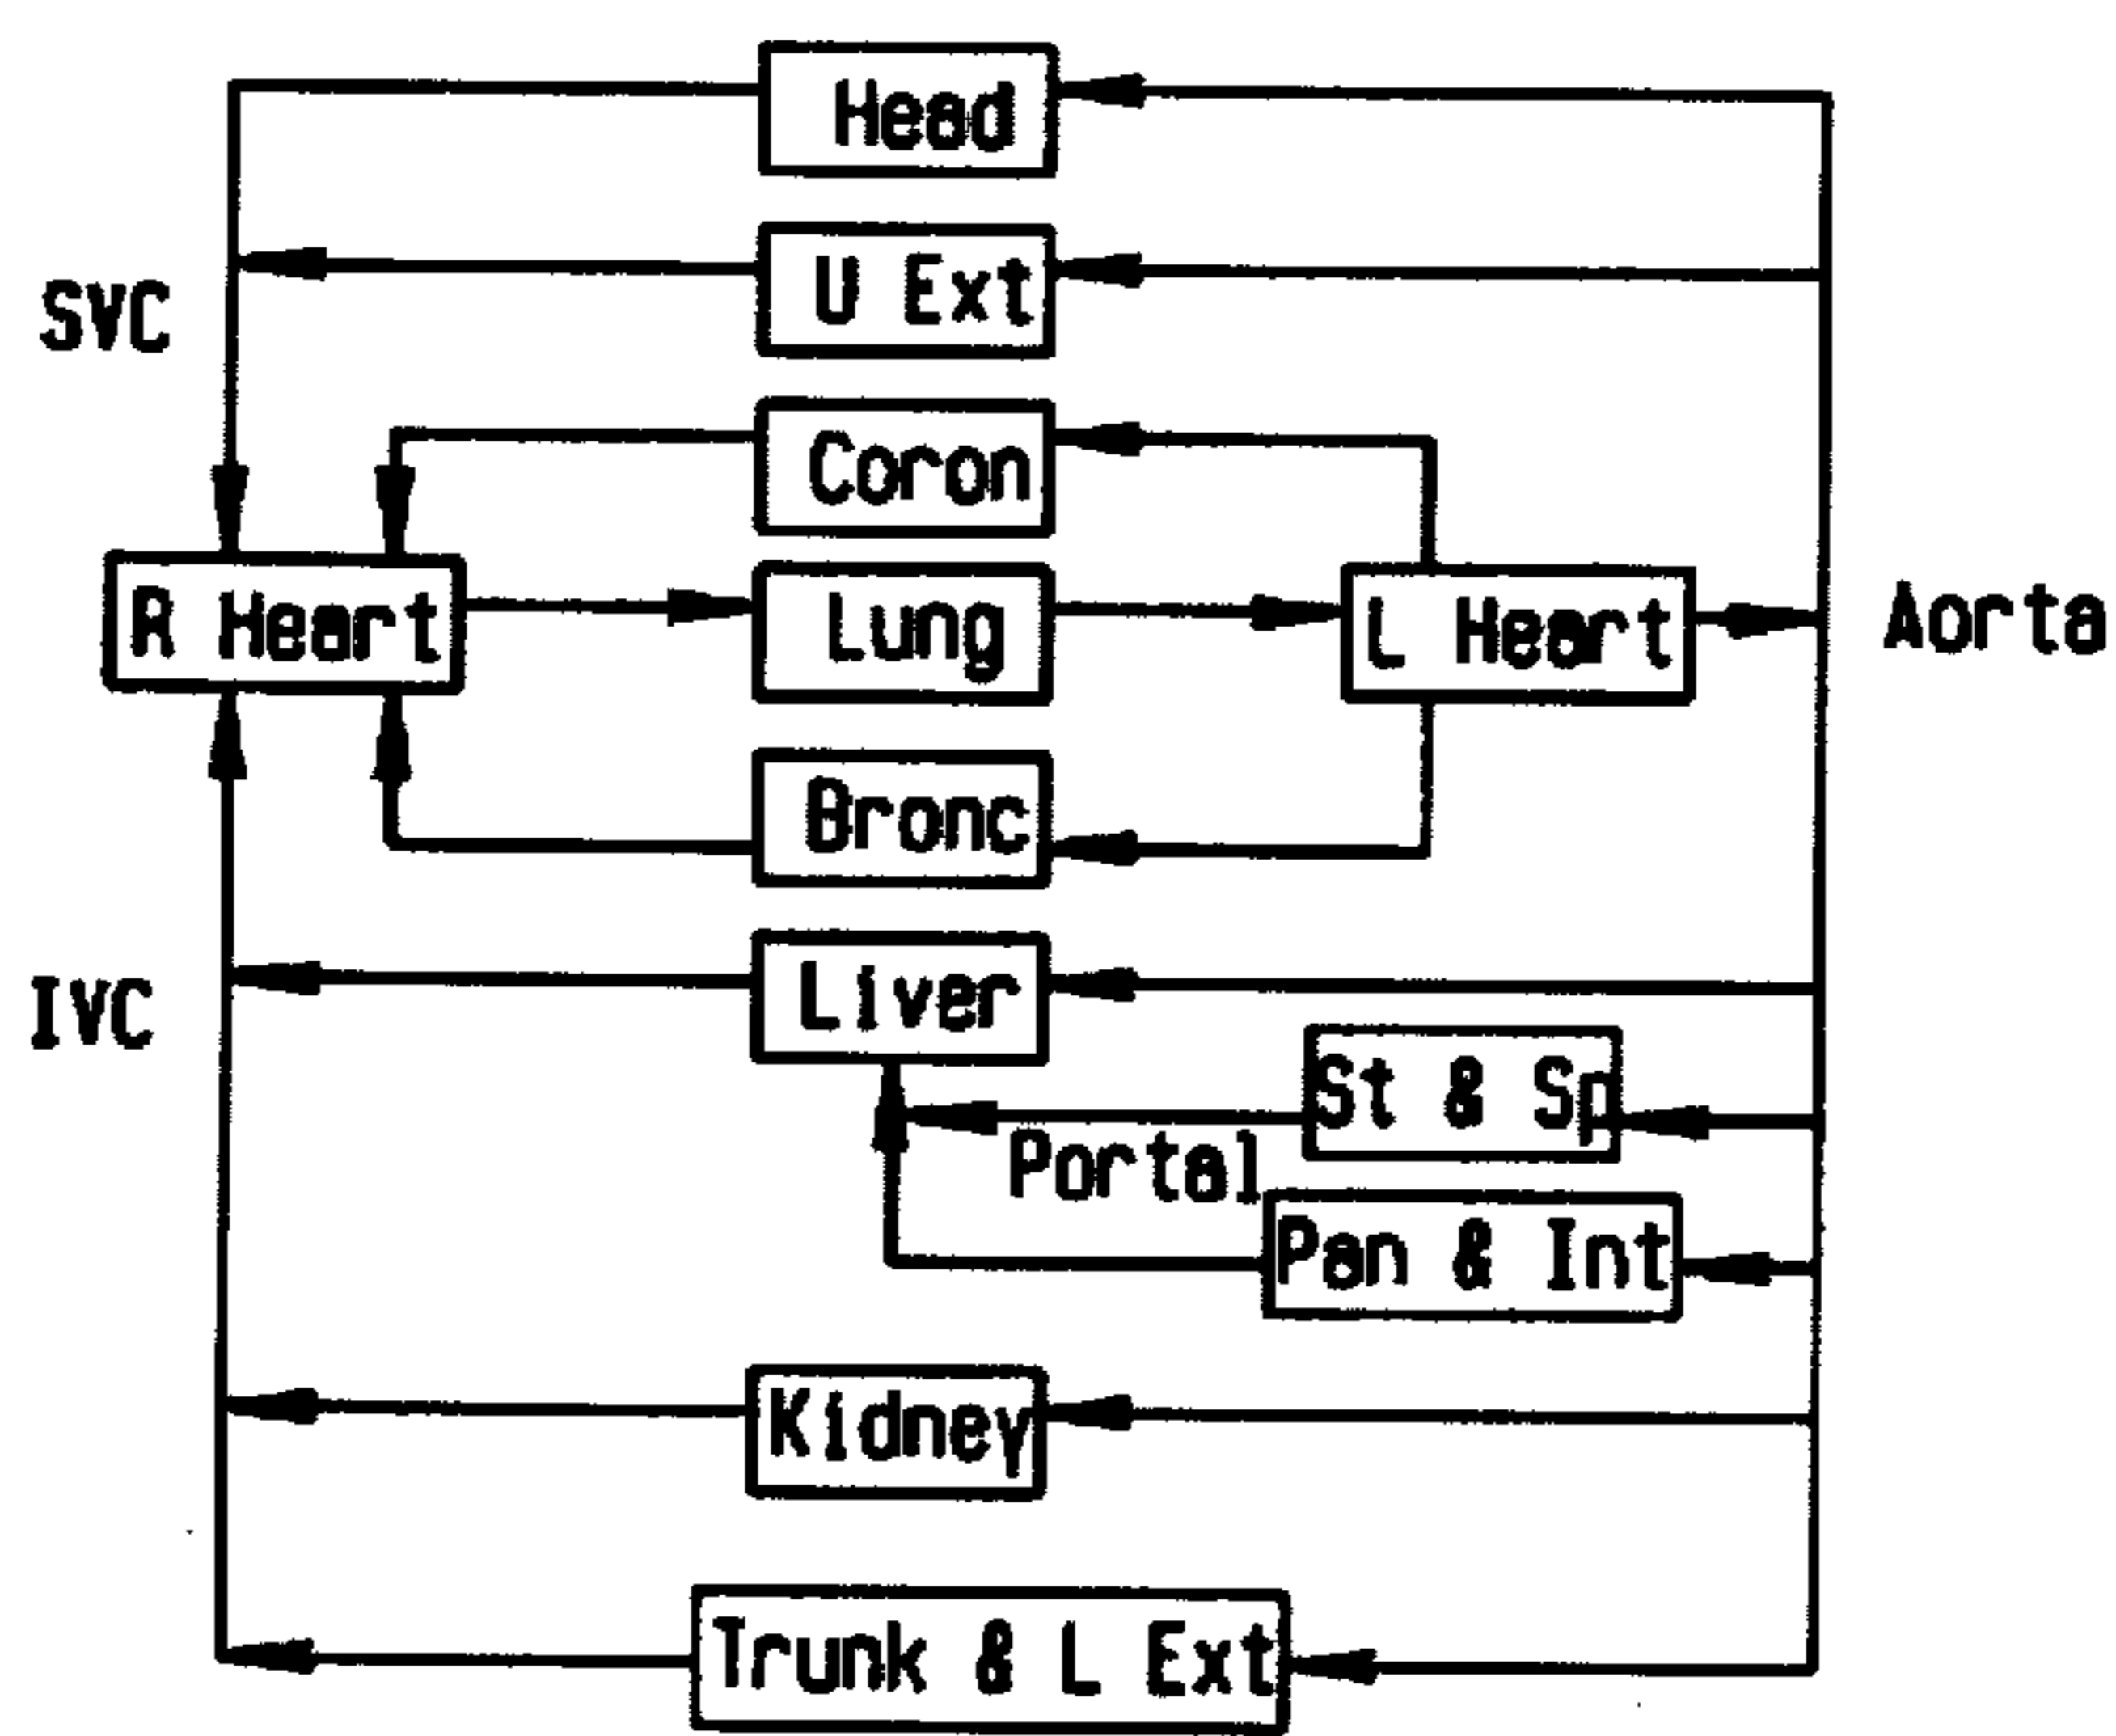 Head
U Ext
SVC
Coron
R Heart
Lung
L Heart
Aorta
Bronc
Liver
IVC
St & Sp
Portal
Pan & Int
Kidney
Trunk & L Ext